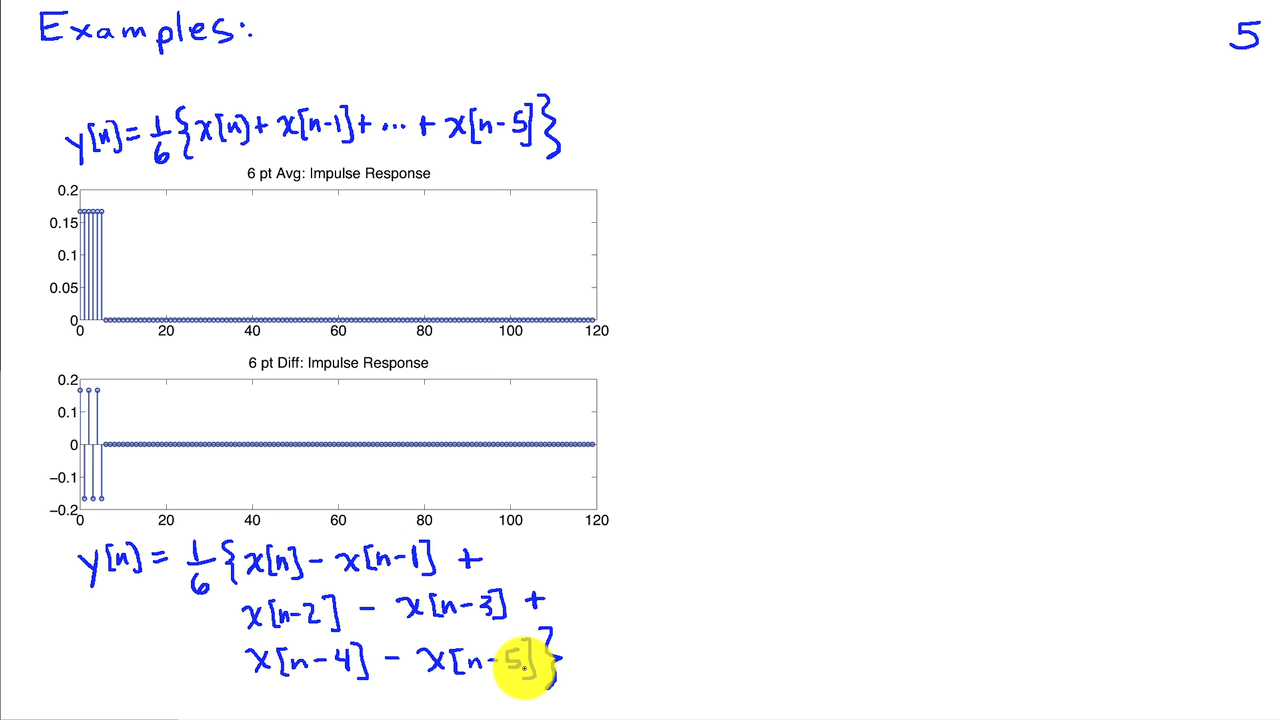 Examples:
5
y[n] = 1/6 {x[n] + x[n-1] + ... + x[n-5]}
6 pt Avg: Impulse Response
0.2
0.15
0.1
0.05
0
0 20 40 60 80 100 120
6 pt Diff: Impulse Response
0.2
0.1
0
−0.1
−0.2
0 20 40 60 80 100 120
y[n] = 1/6 {x[n] - x[n-1] +
x[n-2] - x[n-3] +
x[n-4] - x[n-5]}